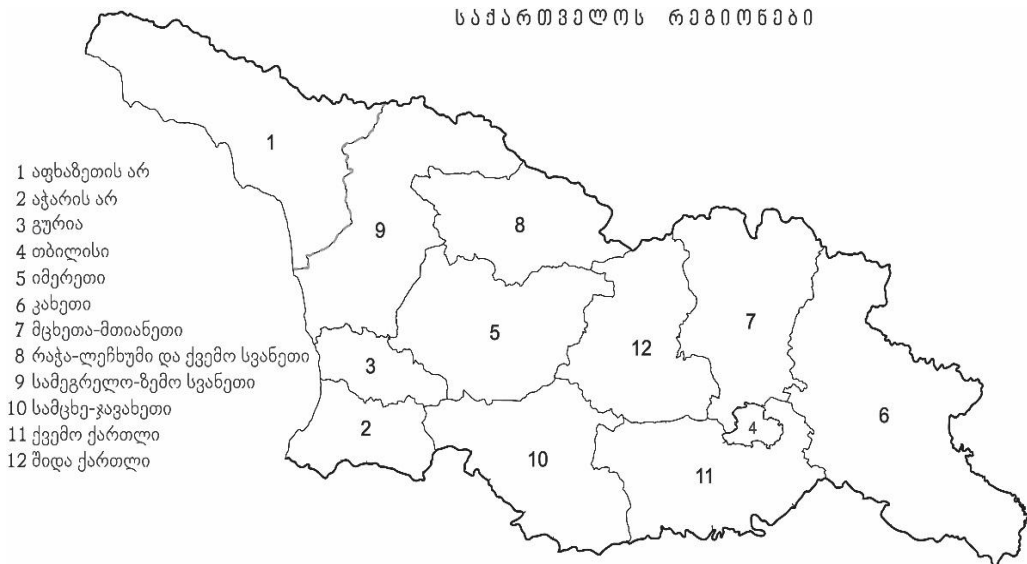 საქართველოს რეგიონები
1 აფხაზეთის არ
2 აჭარის არ
3 გურია
4 თბილისი
5 იმერეთი
6 კახეთი
7 მცხეთა-მთიანეთი
8 რაჭა-ლეჩხუმი და ქვემო სვანეთი
9 სამეგრელო-ზემო სვანეთი
10 სამცხე-ჯავახეთი
11 ქვემო ქართლი
12 შიდა ქართლი
1
9
8
7
12
5
3
6
4
2
10
11